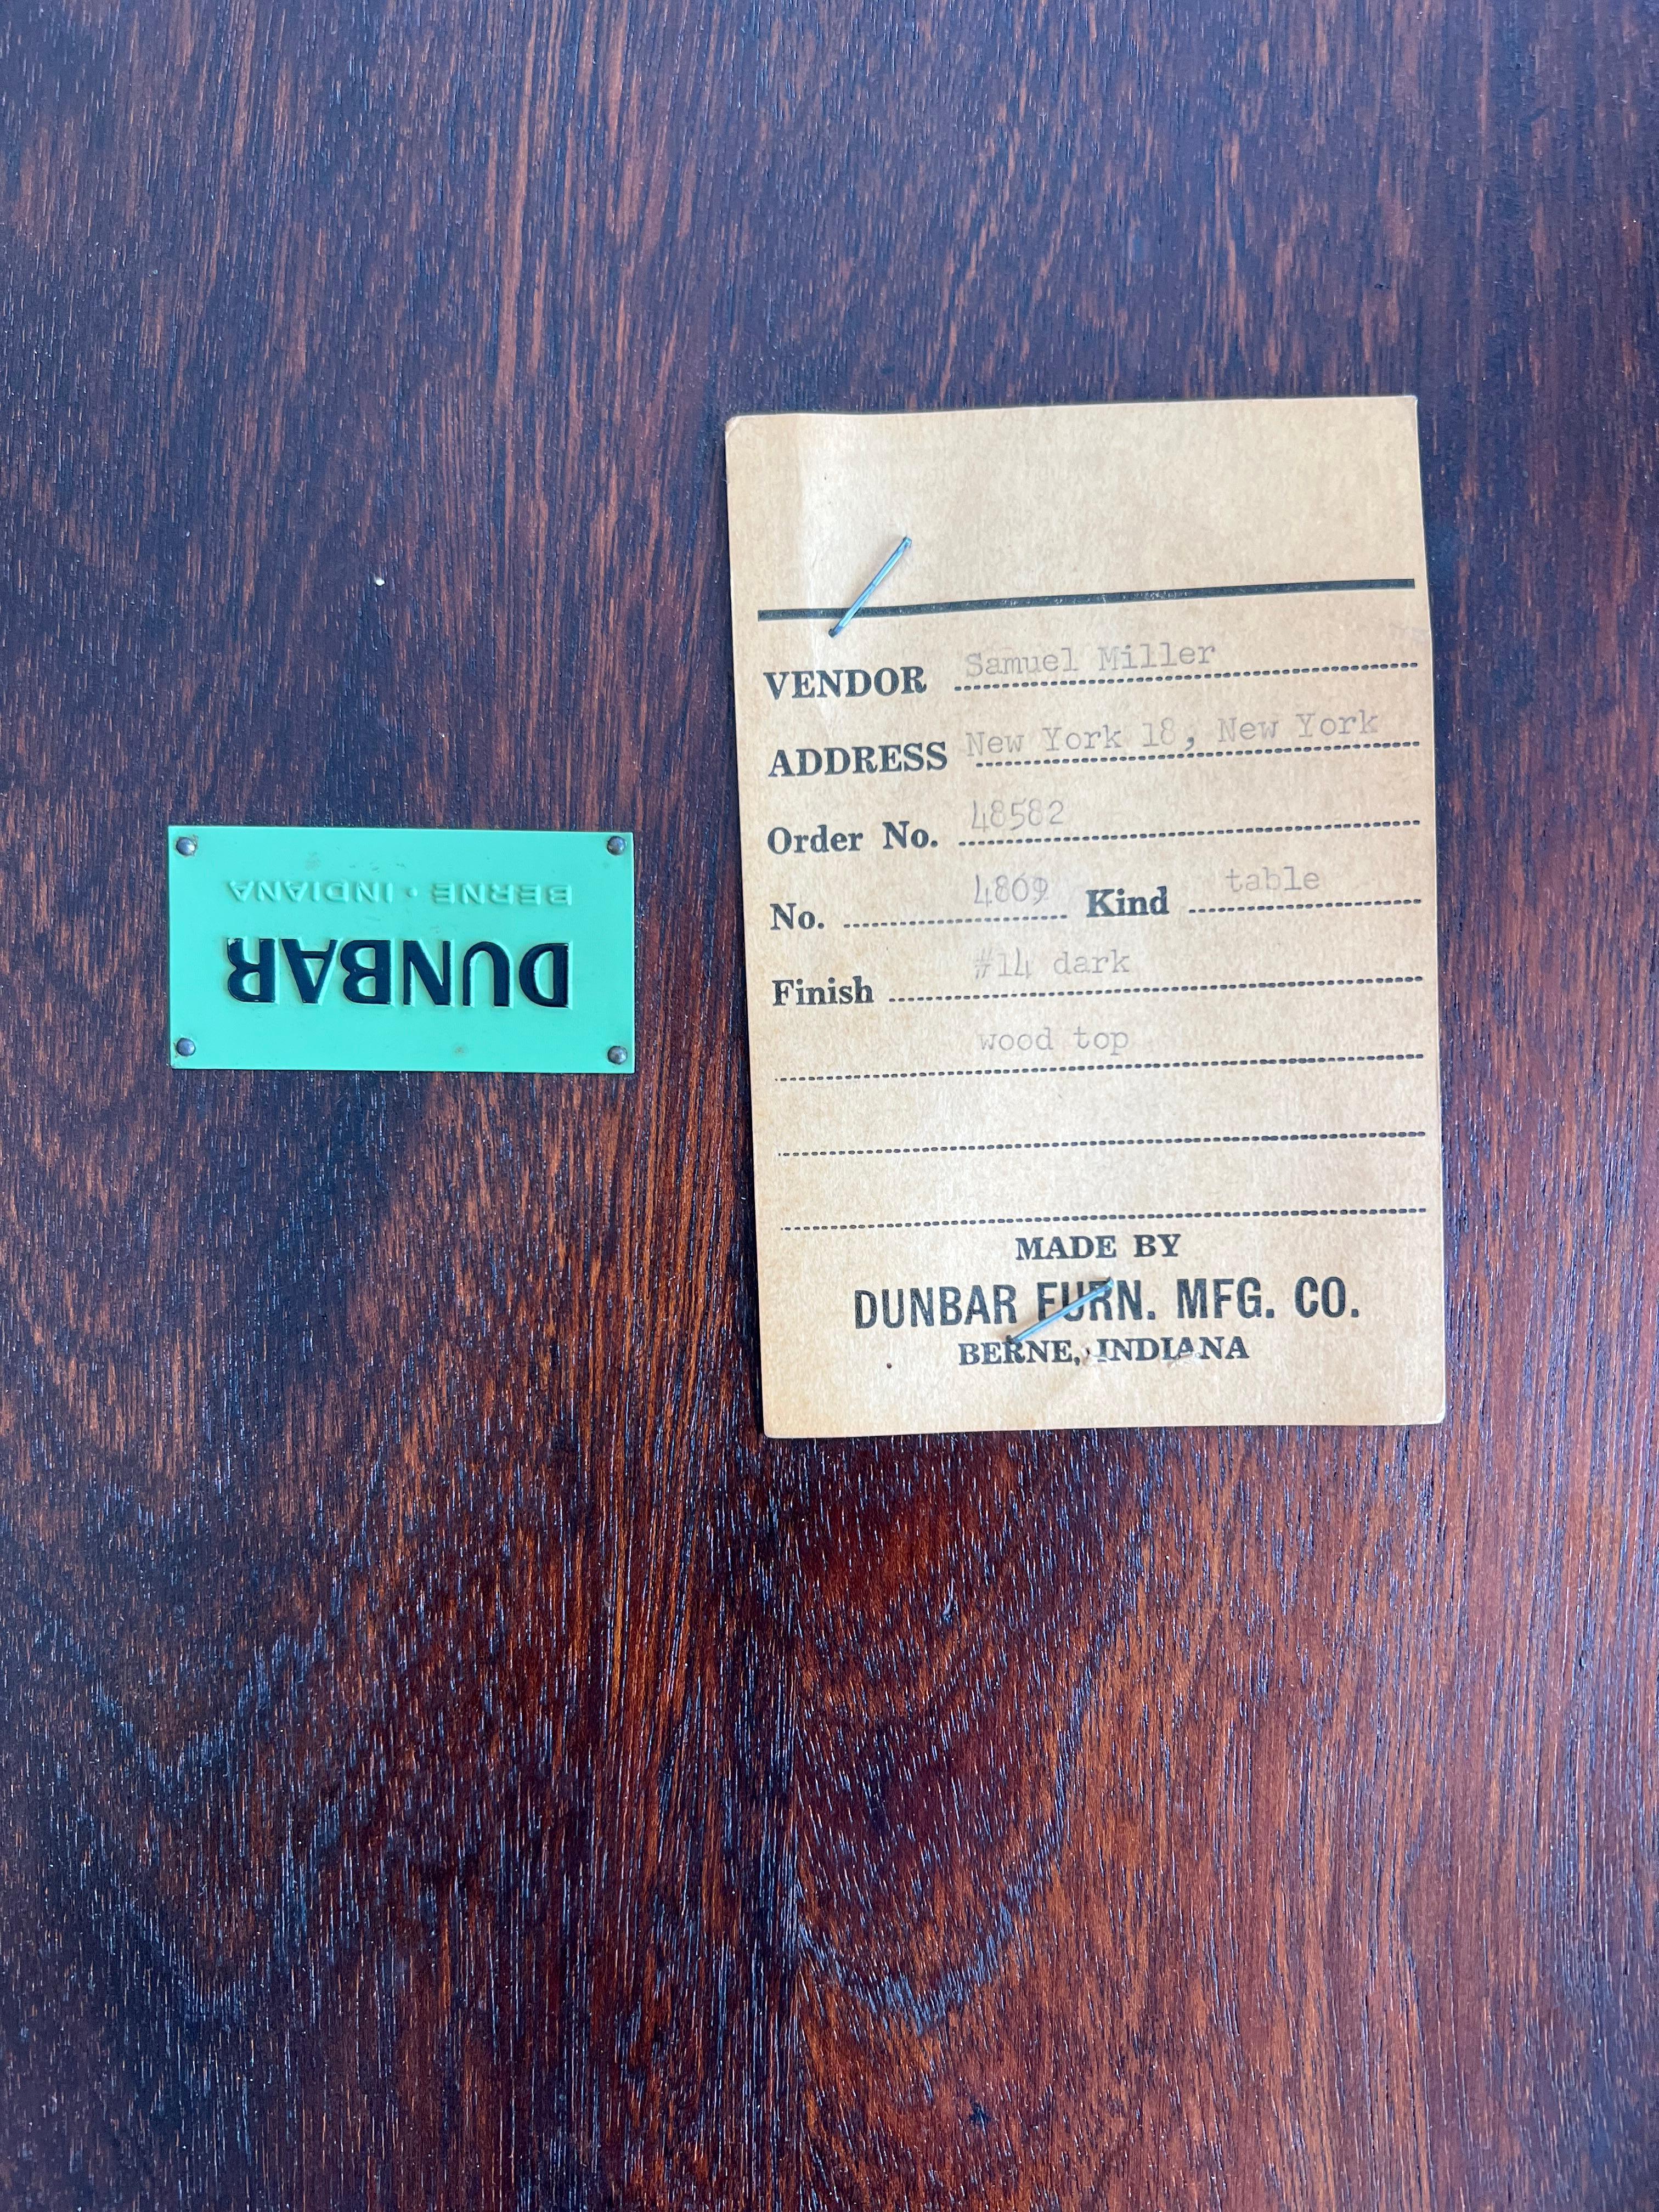 BERNE · INDIANA
DUNBAR
VENDOR Samuel Miller
ADDRESS New York 18, New York
Order No. 48582
No. 4809 Kind table
Finish #14 dark
wood top
MADE BY
DUNBAR FURN. MFG. CO.
BERNE, INDIANA